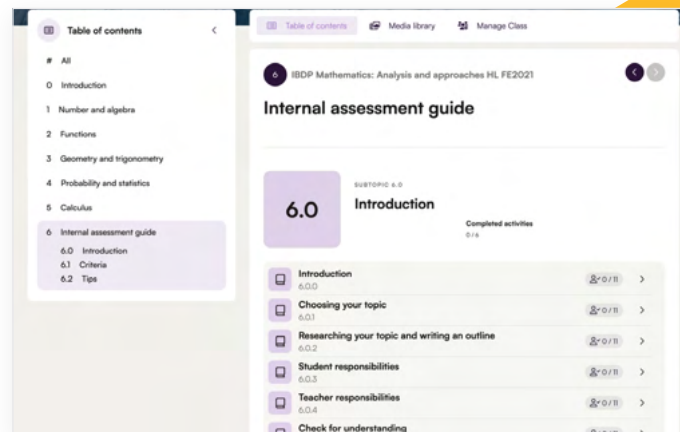 Table of contents
# All
0 Introduction
1 Number and algebra
2 Functions
3 Geometry and trigonometry
4 Probability and statistics
5 Calculus
6 Internal assessment guide
6.0 Introduction
6.1 Criteria
6.2 Tips
Table of contents Media library Manage Class
6 IBDP Mathematics: Analysis and approaches HL FE2021
Internal assessment guide
6.0
SUBTOPIC 6.0
Introduction
Completed activities
0/6
Introduction
6.0.0
0/11
Choosing your topic
6.0.1
0/11
Researching your topic and writing an outline
6.0.2
0/11
Student responsibilities
6.0.3
0/11
Teacher responsibilities
6.0.4
0/11
Check for understanding
0/11